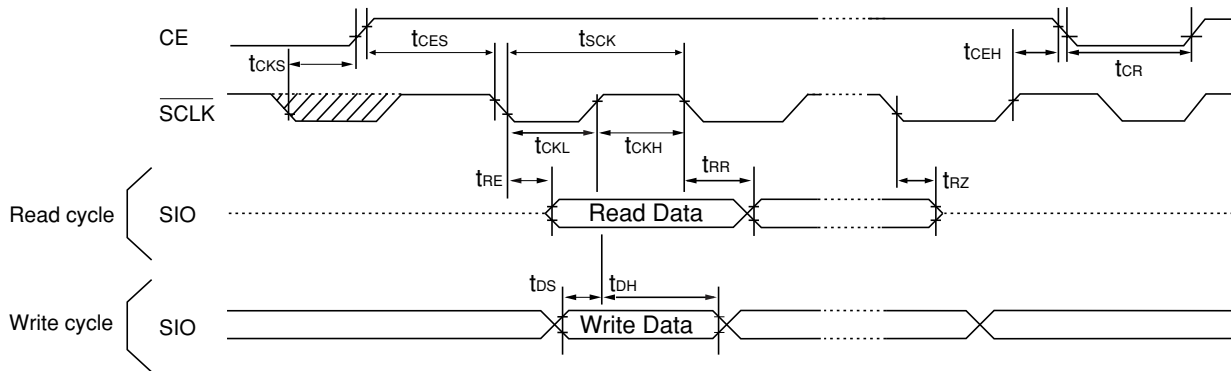 CE
tCES
tSCK
tCKS
tCEH
tCR
SCLK
tCKL
tCKH
tRE
tRR
tRZ
Read cycle
SIO
Read Data
tDS
tDH
Write cycle
SIO
Write Data